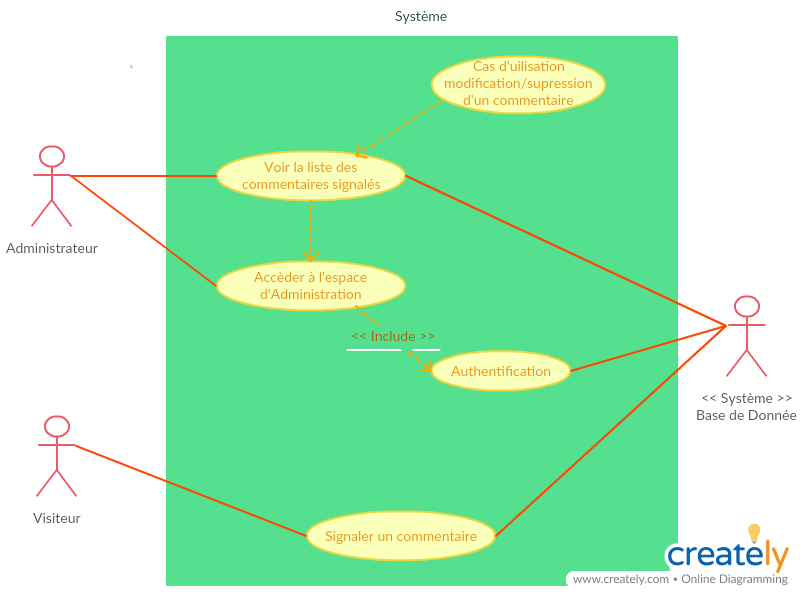 Système
Cas d'uilisation
modification/supression
d'un commentaire
Voir la liste des
commentaires signalés
Administrateur
Accèder à l'espace
d'Administration
<< Include >>
Authentification
<< Système >>
Base de Donnée
Visiteur
Signaler un commentaire
creately
www.creately.com • Online Diagramming